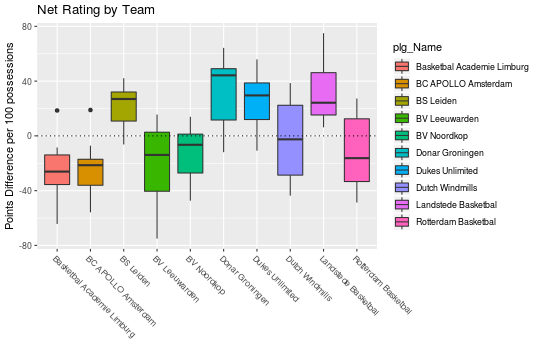 Net Rating by Team
Points Difference per 100 possessions
80
40
0
-40
-80
Basketbal Academie Limburg
BC APOLLO Amsterdam
BS Leiden
BV Leeuwarden
BV Noordkop
Donar Groningen
Dukes Unlimited
Dutch Windmills
Landstede Basketbal
Rotterdam Basketbal
plg_Name
Basketbal Academie Limburg
BC APOLLO Amsterdam
BS Leiden
BV Leeuwarden
BV Noordkop
Donar Groningen
Dukes Unlimited
Dutch Windmills
Landstede Basketbal
Rotterdam Basketbal